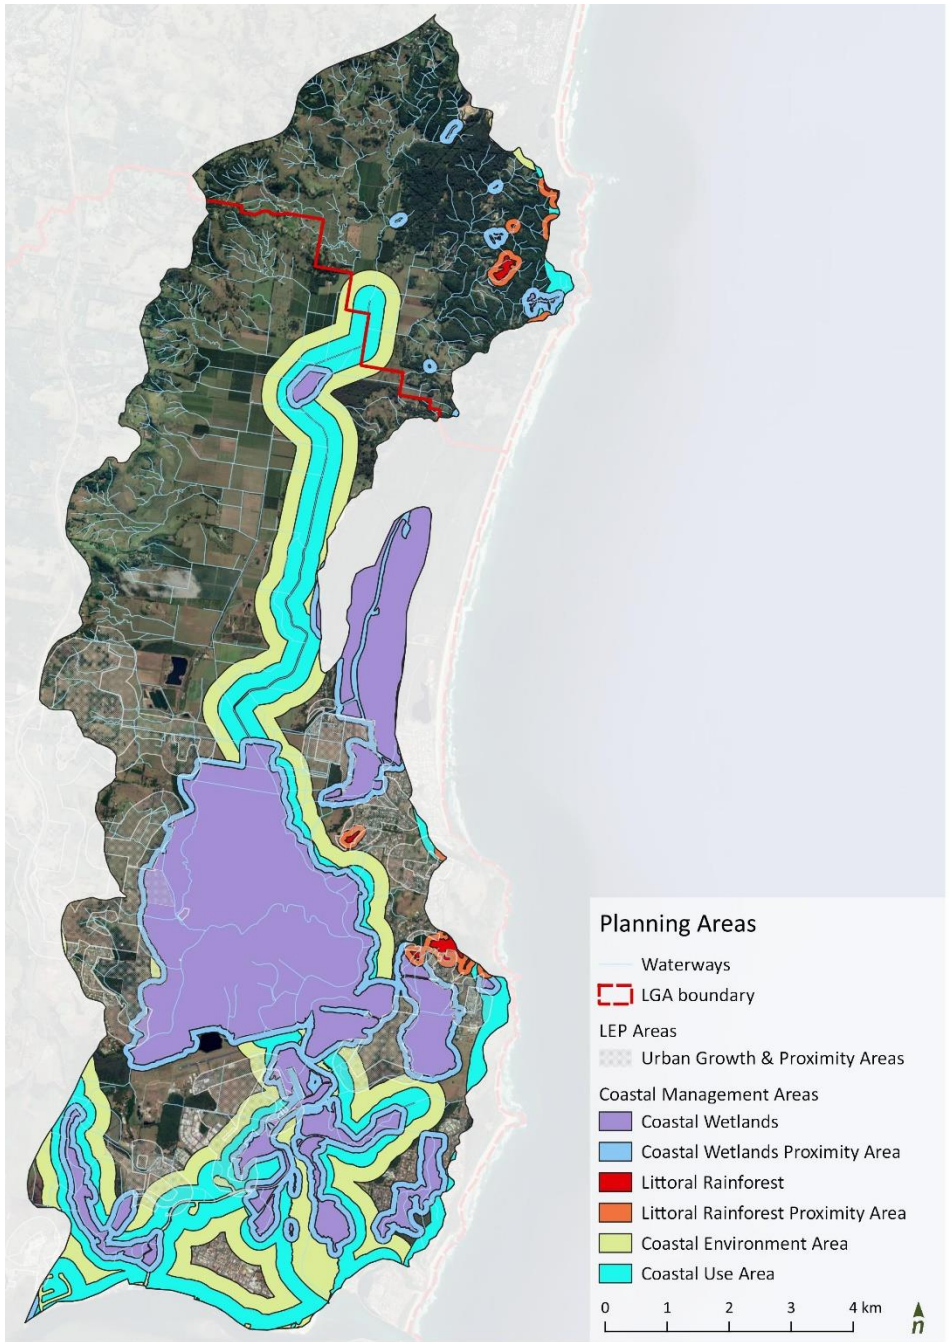 Planning Areas
Waterways
LGA boundary
LEP Areas
Urban Growth & Proximity Areas
Coastal Management Areas
Coastal Wetlands
Coastal Wetlands Proximity Area
Littoral Rainforest
Littoral Rainforest Proximity Area
Coastal Environment Area
Coastal Use Area
0 1 2 3 4 km
n